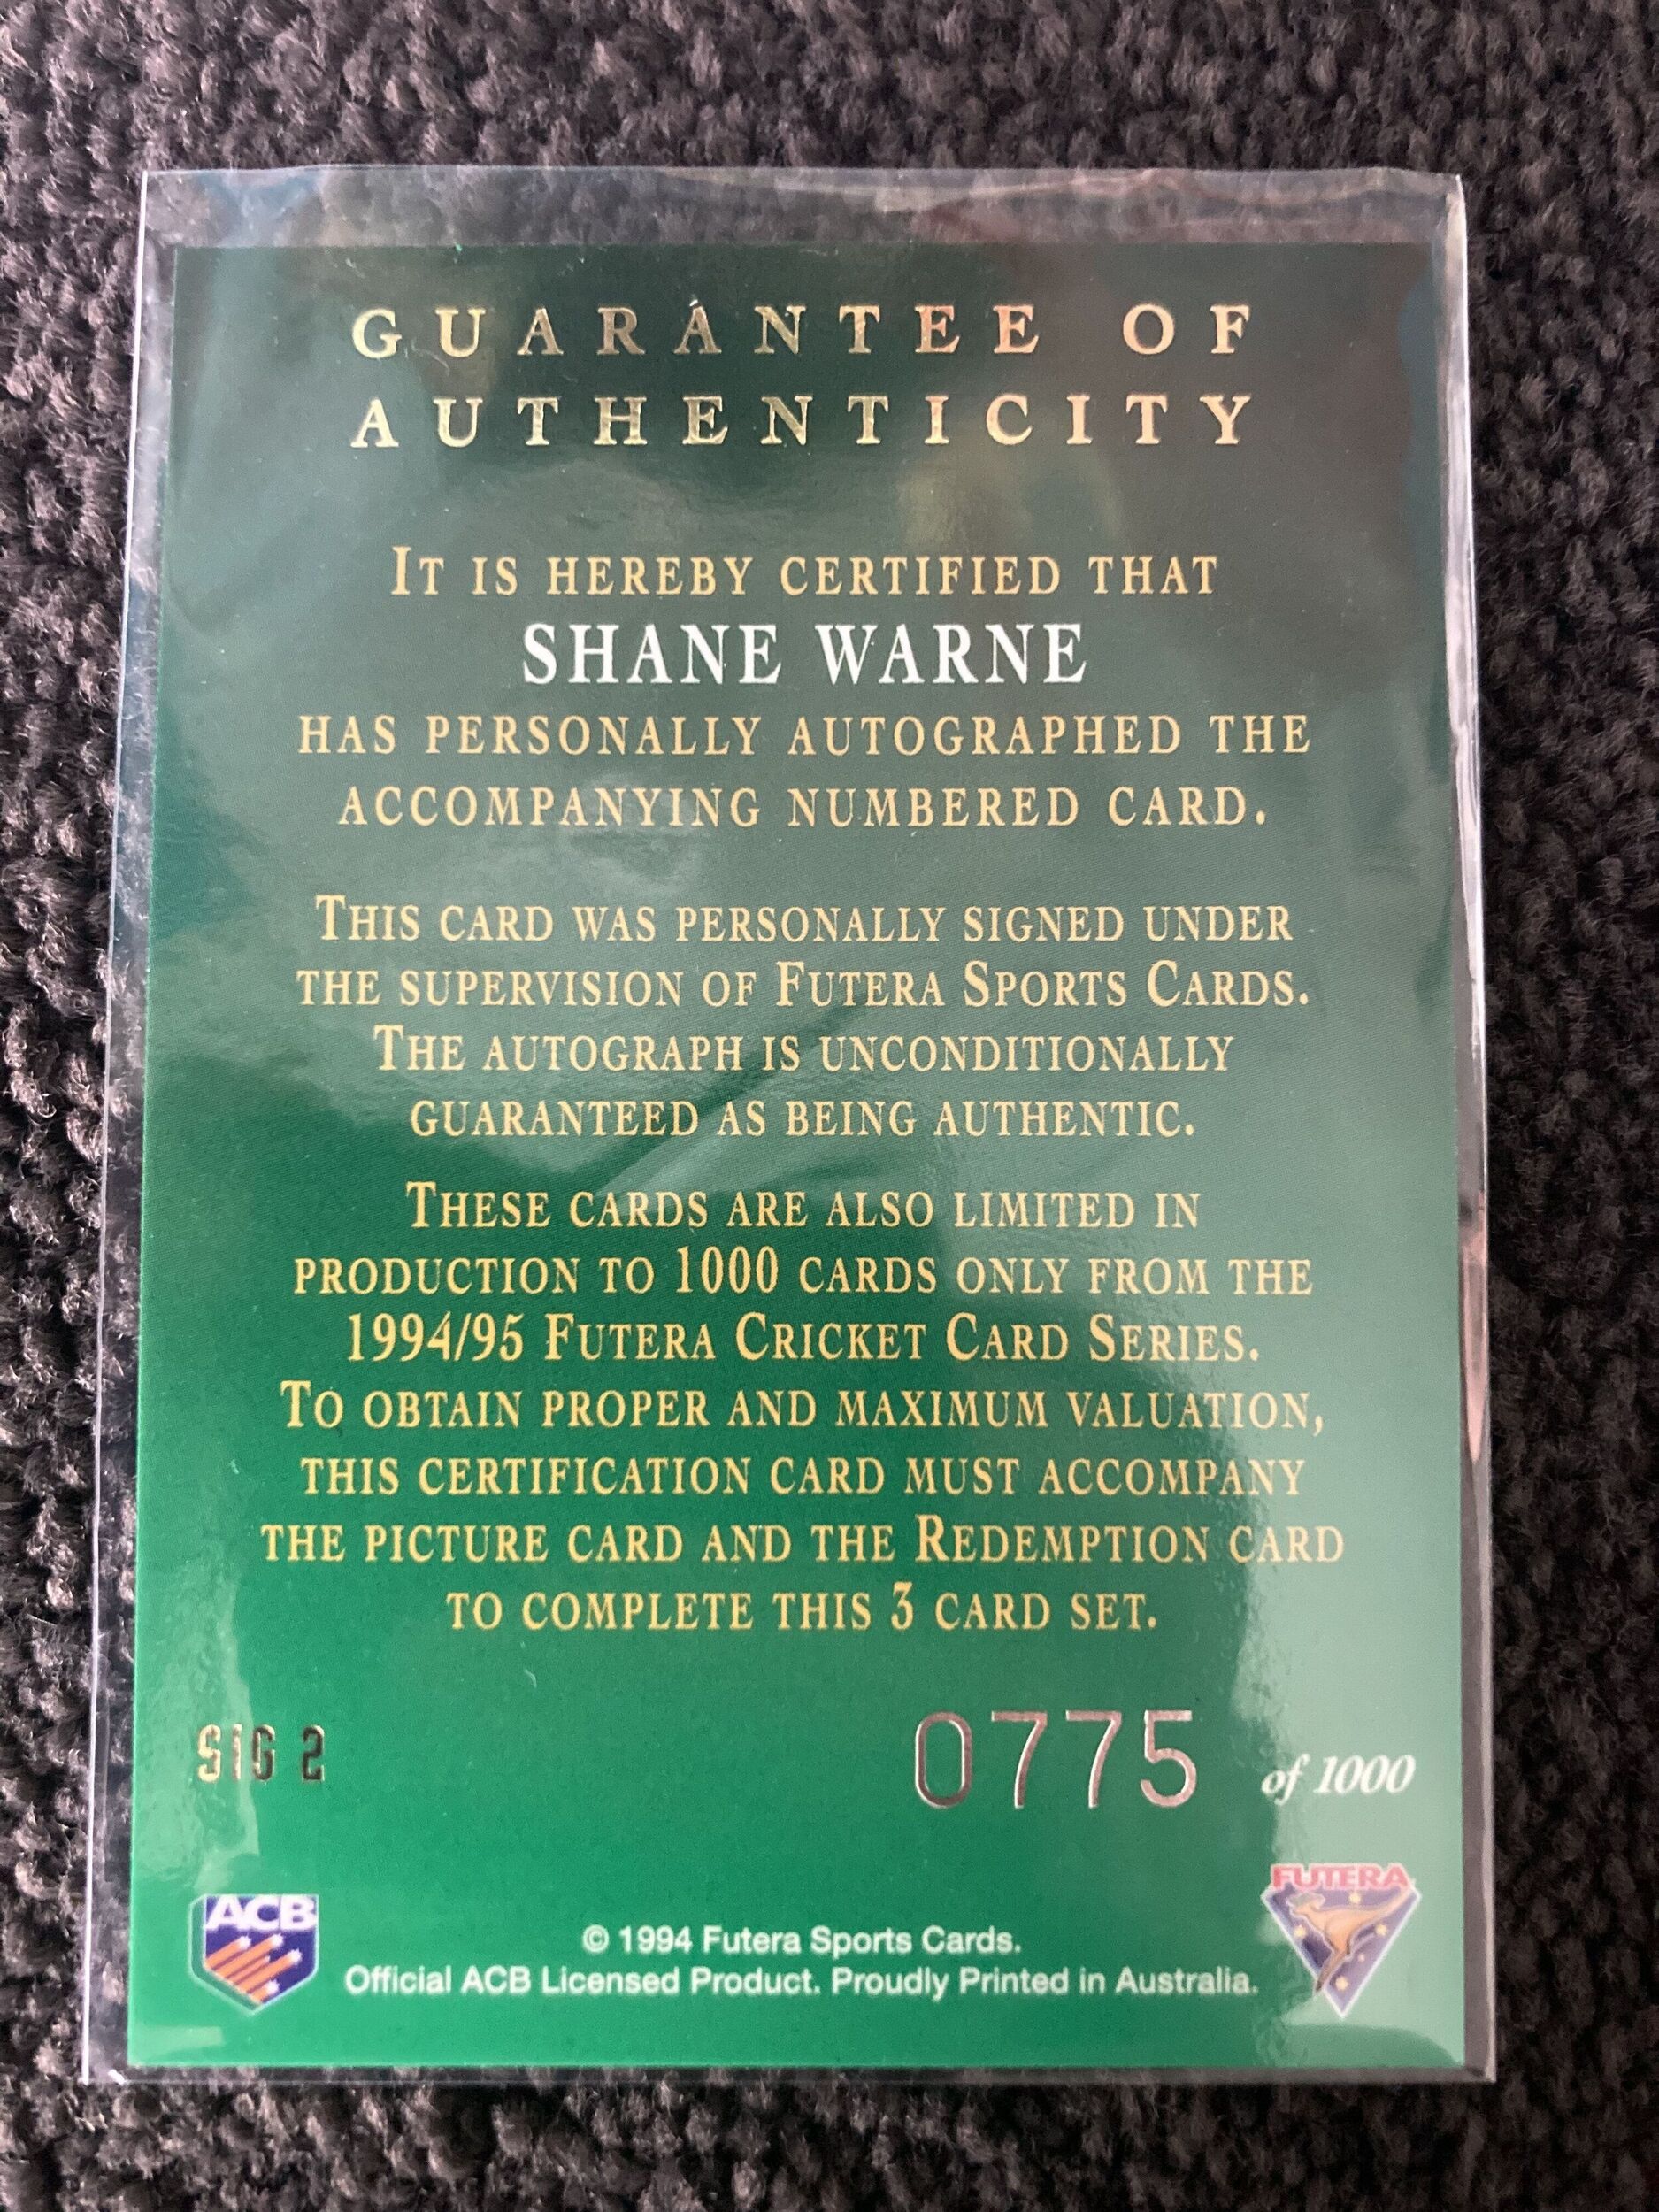 GUARANTEE OF
AUTHENTICITY
IT IS HEREBY CERTIFIED THAT
SHANE WARNE
HAS PERSONALLY AUTOGRAPHED THE
ACCOMPANYING NUMBERED CARD.
THIS CARD WAS PERSONALLY SIGNED UNDER
THE SUPERVISION OF FUTERA SPORTS CARDS.
THE AUTOGRAPH IS UNCONDITIONALLY
GUARANTEED AS BEING AUTHENTIC.
THESE CARDS ARE ALSO LIMITED IN
PRODUCTION TO 1000 CARDS ONLY FROM THE
1994/95 FUTERA CRICKET CARD SERIES.
TO OBTAIN PROPER AND MAXIMUM VALUATION,
THIS CERTIFICATION CARD MUST ACCOMPANY
THE PICTURE CARD AND THE REDEMPTION CARD
TO COMPLETE THIS 3 CARD SET.
SIG 2
0775 of 1000
ACB
FUTERA
© 1994 Futera Sports Cards.
Official ACB Licensed Product. Proudly Printed in Australia.